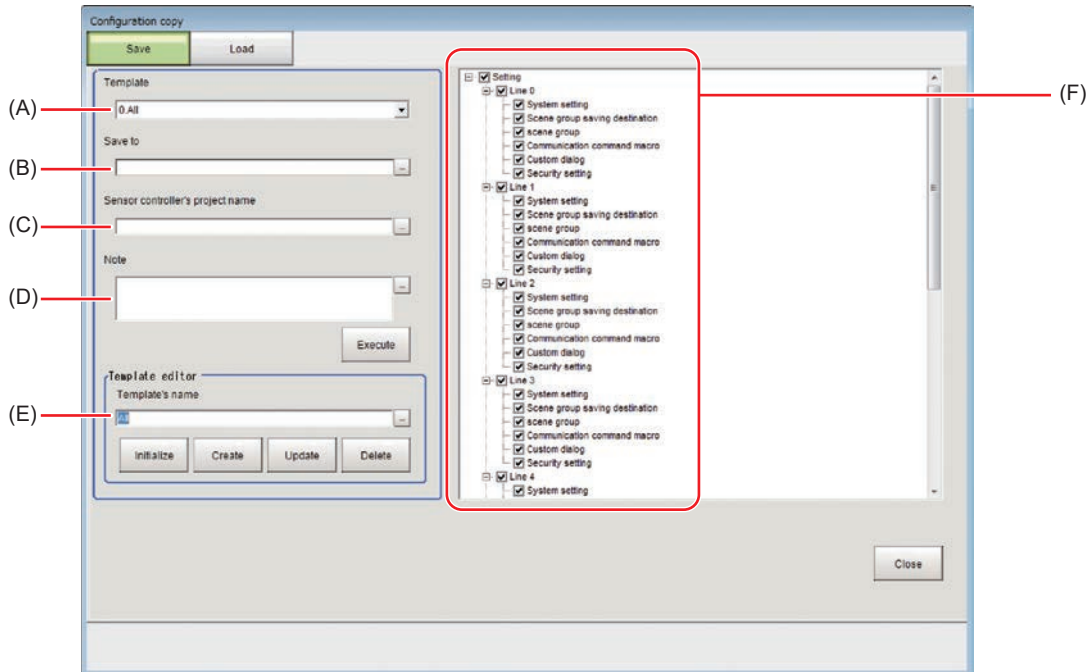 Configuration copy
Save
Load
Template
(A)
0.All
Save to
(B)
...
Sensor controller's project name
(C)
...
Note
(D)
...
Execute
Template editor
Template's name
(E)
All
...
Initialize
Create
Update
Delete
(F)
Setting
Line 0
System setting
Scene group saving destination
scene group
Communication command macro
Custom dialog
Security setting
Line 1
System setting
Scene group saving destination
scene group
Communication command macro
Custom dialog
Security setting
Line 2
System setting
Scene group saving destination
scene group
Communication command macro
Custom dialog
Security setting
Line 3
System setting
Scene group saving destination
scene group
Communication command macro
Custom dialog
Security setting
Line 4
System setting
Close